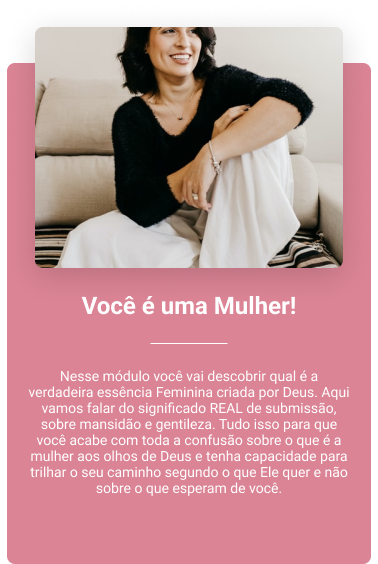 Você é uma Mulher!
Nesse módulo você vai descobrir qual é a
verdadeira essência Feminina criada por Deus. Aqui
vamos falar do significado REAL de submissão,
sobre mansidão e gentileza. Tudo isso para que
você acabe com toda a confusão sobre o que é a
mulher aos olhos de Deus e tenha capacidade para
trilhar o seu caminho segundo o que Ele quer e não
sobre o que esperam de você.